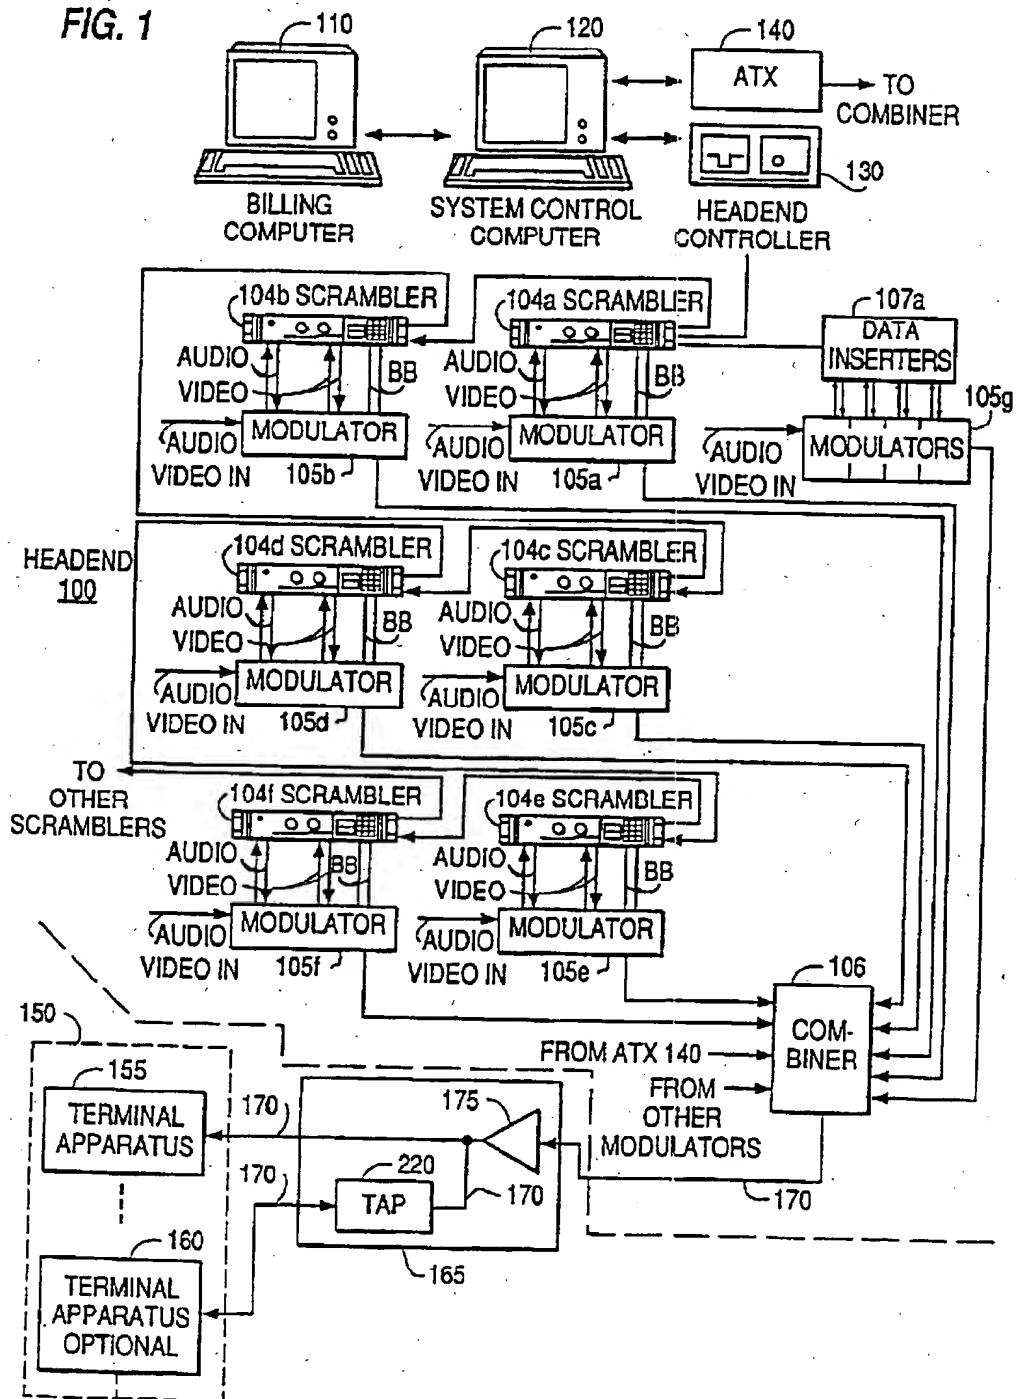 FIG. 1
110
120
140
ATX
TO
COMBINER
130
BILLING
COMPUTER
SYSTEM CONTROL
COMPUTER
HEADEND
CONTROLLER
104b SCRAMBLER
104a SCRAMBLER
107a
DATA
INSERTERS
AUDIO
VIDEO
BB
AUDIO
VIDEO
BB
105g
MODULATOR
MODULATOR
MODULATORS
AUDIO
VIDEO IN
105b
AUDIO
VIDEO IN
105a
AUDIO
VIDEO IN
HEADEND
100
104d SCRAMBLER
104c SCRAMBLER
AUDIO
VIDEO
BB
AUDIO
VIDEO
BB
MODULATOR
MODULATOR
AUDIO
VIDEO IN
105d
AUDIO
VIDEO IN
105c
TO
OTHER
SCRAMBLERS
104f SCRAMBLER
104e SCRAMBLER
AUDIO
VIDEO
BB
AUDIO
VIDEO
BB
MODULATOR
MODULATOR
AUDIO
VIDEO IN
105f
AUDIO
VIDEO IN
105e
106
COM-
BINER
FROM ATX 140
FROM
OTHER
MODULATORS
150
155
TERMINAL
APPARATUS
170
175
170
220
TAP
170
170
165
160
TERMINAL
APPARATUS
OPTIONAL